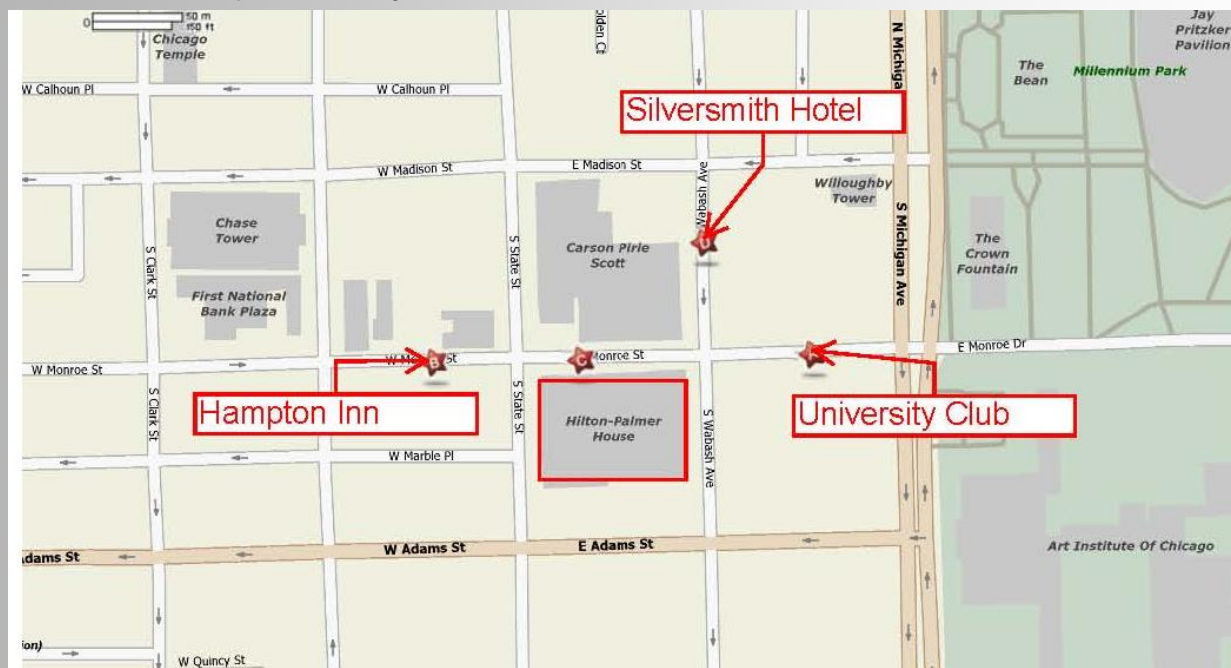 50 m
150 ft
Chicago
Temple
Jay
Pritzker
Pavilion
The
Bean
Millennium Park
W Calhoun Pl
W Calhoun Pl
N Michiga
Silversmith Hotel
W Madison St
E Madison St
Wabash Ave
Willoughby
Tower
S Michigan Ave
Chase
Tower
S Clark St
S State St
Carson Pirie
Scott
D
The
Crown
Fountain
First National
Bank Plaza
W Monroe St
B
St
C
Monroe St
A
E Monroe Dr
Hampton Inn
S Clark St
S State St
Hilton-Palmer
House
S Wabash Ave
University Club
W Marble Pl
Adams St
W Adams St
E Adams St
Art Institute Of Chicago
ion)
W Quincy St